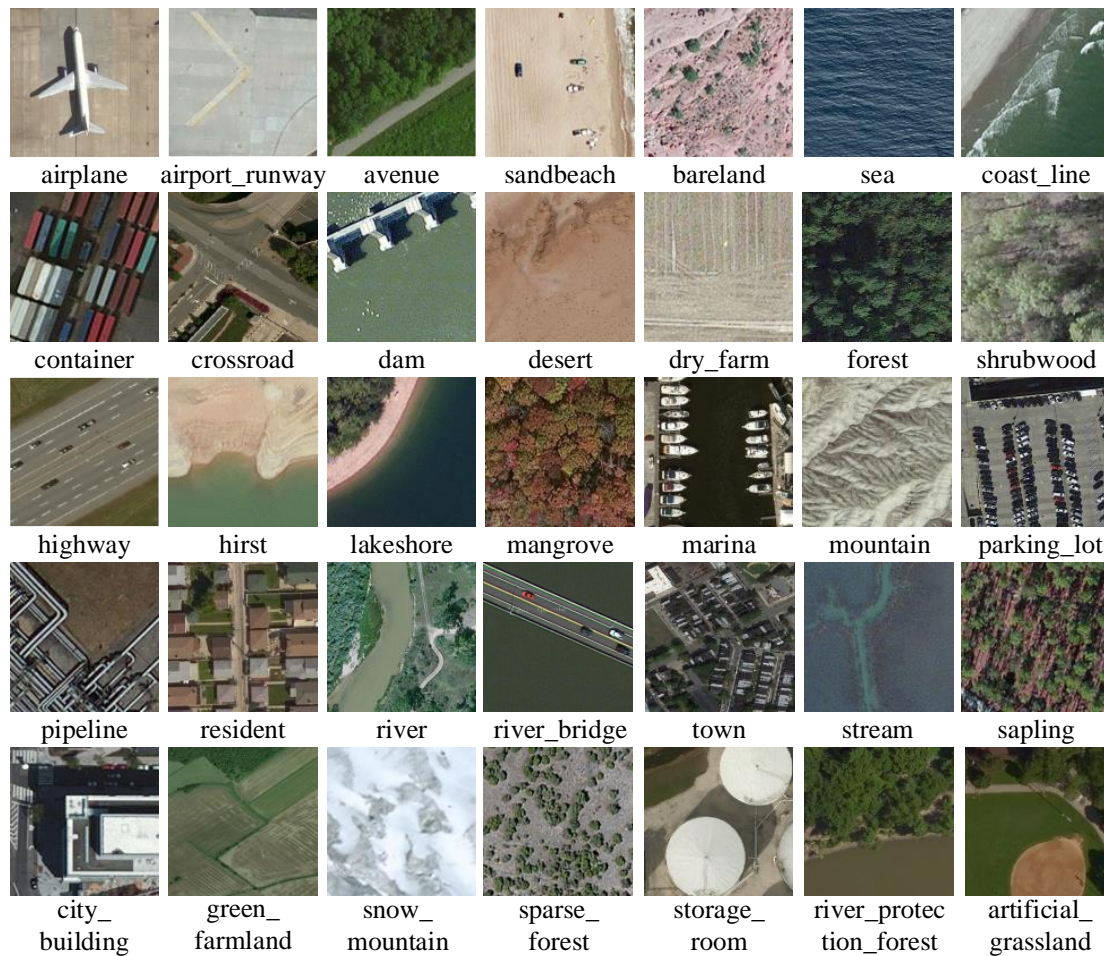 airplane airport_runway avenue sandbeach bareland sea coast_line
container crossroad dam desert dry_farm forest shrubwood
highway hirst lakeshore mangrove marina mountain parking_lot
pipeline resident river river_bridge town stream sapling
city_ green_ snow_ sparse_ storage_ river_protec artificial_
building farmland mountain forest room tion_forest grassland